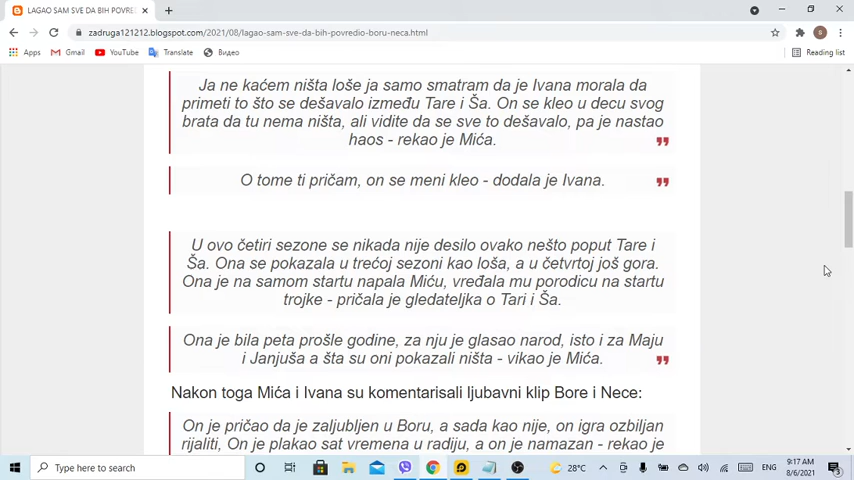 LAGAO SAM SVE DA BIH POVRE
zadruga121212.blogspot.com/2021/08/lagao-sam-sve-da-bih-povredio-boru-neca.html
Apps Gmail YouTube Translate Видео Reading list
Ja ne kaćem ništa loše ja samo smatram da je Ivana morala da
primeti to što se dešavalo između Tare i Ša. On se kleo u decu svog
brata da tu nema ništa, ali vidite da se sve to dešavalo, pa je nastao
haos - rekao je Mića.
O tome ti pričam, on se meni kleo - dodala je Ivana.
U ovo četiri sezone se nikada nije desilo ovako nešto poput Tare i
Ša. Ona se pokazala u trećoj sezoni kao loša, a u četvrtoj još gora.
Ona je na samom startu napala Miću, vređala mu porodicu na startu
trojke - pričala je gledateljka o Tari i Ša.
Ona je bila peta prošle godine, za nju je glasao narod, isto i za Maju
i Janjuša a šta su oni pokazali ništa - vikao je Mića.
Nakon toga Mića i Ivana su komentarisali ljubavni klip Bore i Nece:
On je pričao da je zaljubljen u Boru, a sada kao nije, on igra ozbiljan
rijaliti, On je plakao sat vremena u radiju, a on je namazan - rekao je
Type here to search
28°C
ENG
9:17 AM
8/6/2021
3